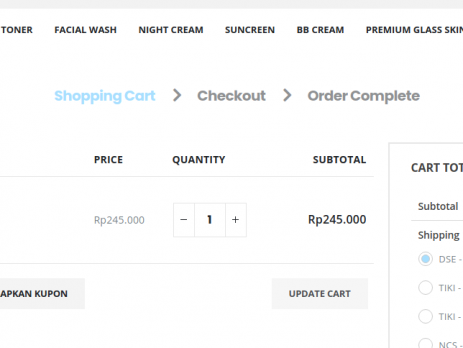 TONER FACIAL WASH NIGHT CREAM SUNCREEN BB CREAM PREMIUM GLASS SKIN
Shopping Cart > Checkout > Order Complete
PRICE QUANTITY SUBTOTAL
CART TOT
Rp245.000 − 1 + Rp245.000
Subtotal
Shipping
DSE -
TIKI -
APKAN KUPON UPDATE CART
TIKI -
NCS -